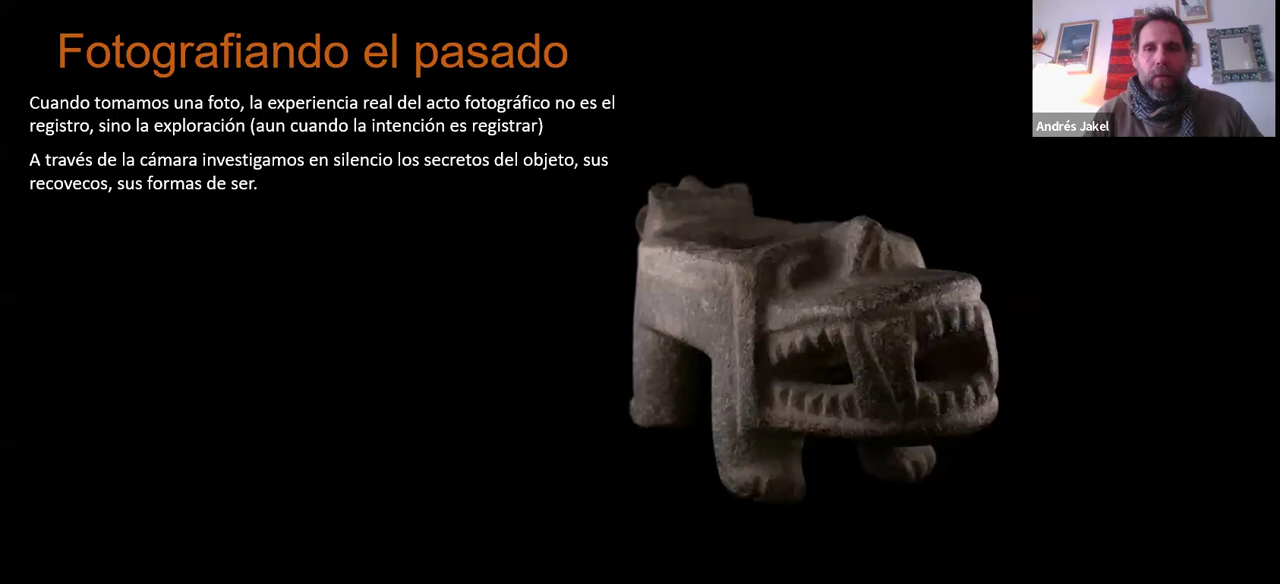 Fotografiando el pasado
Cuando tomamos una foto, la experiencia real del acto fotográfico no es el
registro, sino la exploración (aun cuando la intención es registrar)
A través de la cámara investigamos en silencio los secretos del objeto, sus
recovecos, sus formas de ser.
Andrés Jakel